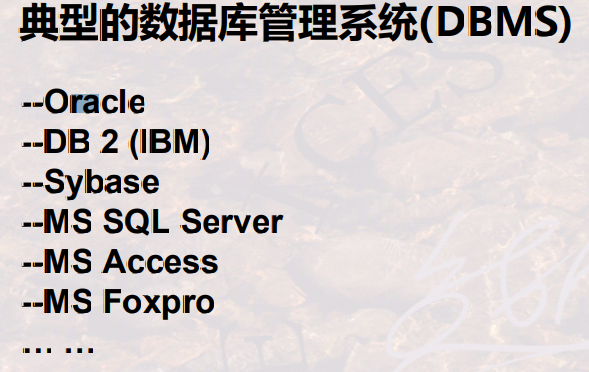 典型的数据库管理系统(DBMS)
--Oracle
--DB 2 (IBM)
--Sybase
--MS SQL Server
--MS Access
--MS Foxpro
… …